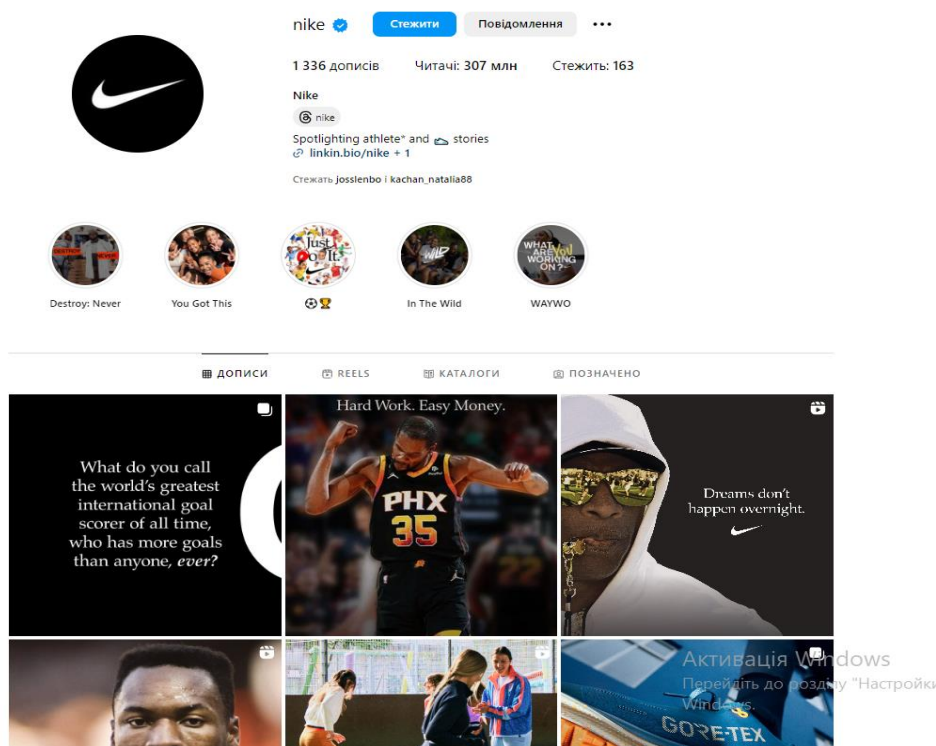 nike Стежити Повідомлення
1 336 дописів Читачі: 307 млн Стежить: 163
Nike
nike
Spotlighting athlete* and 👟 stories
linkin.bio/nike + 1
Стежать josslenbo і kachan_natalia88
DESTROY: NEVER!
Just Do It.
WILD
WHAT ARE You WORKING ON?
Destroy: Never You Got This ⚽🏆 In The Wild WAYWO
ДОПИСИ REELS КАТАЛОГИ ПОЗНАЧЕНО
What do you call
the world's greatest
international goal
scorer of all time,
who has more goals
than anyone, ever?
Hard Work. Easy Money.
PHX
35
22
Dreams don't
happen overnight.
Активація Windows
Перейдіть до розділу "Настройки
Windows.
GORE-TEX